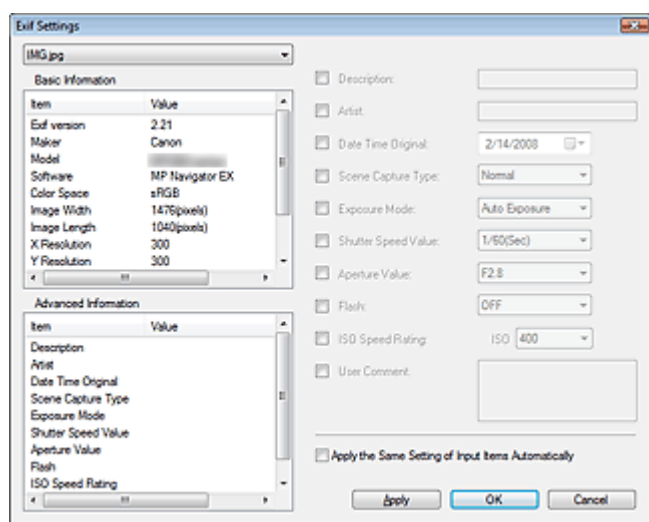 Exif Settings
IMG.jpg
Basic Information
Item Value
Exif version 2.21
Maker Canon
Model
Software MP Navigator EX
Color Space sRGB
Image Width 1476(pixels)
Image Length 1040(pixels)
X Resolution 300
Y Resolution 300
Advanced Information
Item Value
Description
Artist
Date Time Original
Scene Capture Type
Exposure Mode
Shutter Speed Value
Aperture Value
Flash
ISO Speed Rating
Description:
Artist:
Date Time Original: 2/14/2008
Scene Capture Type: Normal
Exposure Mode: Auto Exposure
Shutter Speed Value: 1/60(Sec)
Aperture Value: F2.8
Flash: OFF
ISO Speed Rating: ISO 400
User Comment:
Apply the Same Setting of Input Items Automatically
Apply OK Cancel